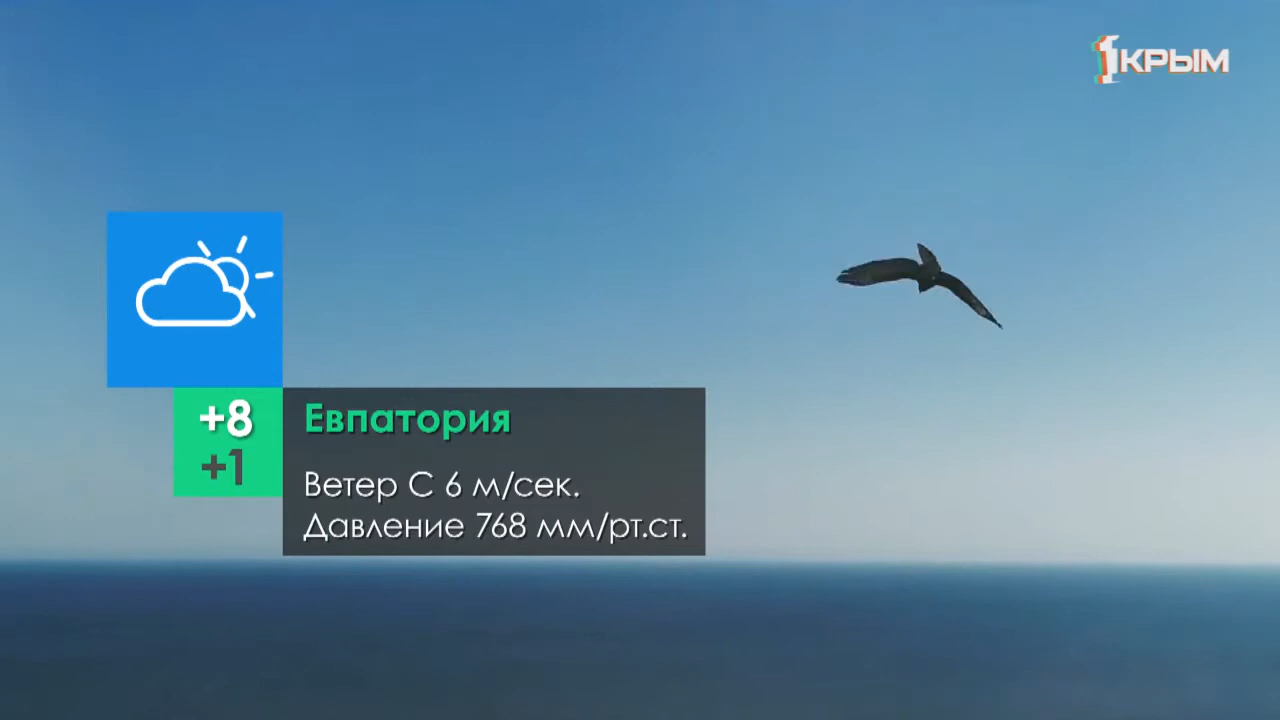 1КРЫМ
+8
+1
Евпатория
Ветер С 6 м/сек.
Давление 768 мм/рт.ст.